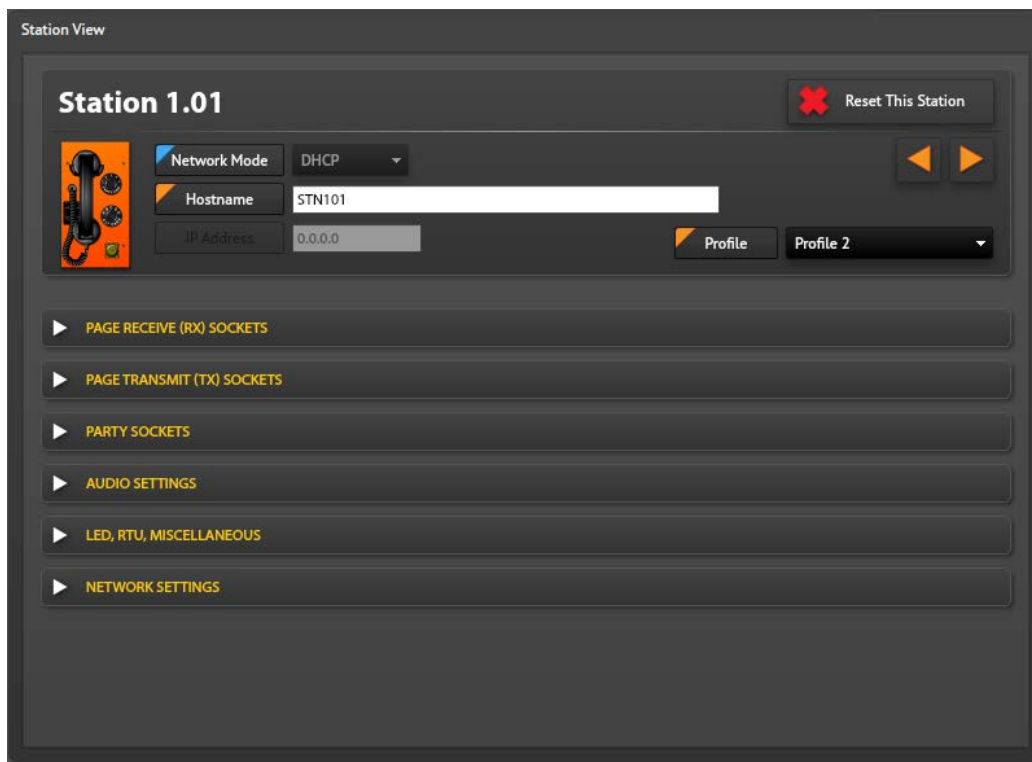 Station View
Station 1.01
Reset This Station
Network Mode DHCP
Hostname STN101
IP Address 0.0.0.0
Profile Profile 2
PAGE RECEIVE (RX) SOCKETS
PAGE TRANSMIT (TX) SOCKETS
PARTY SOCKETS
AUDIO SETTINGS
LED, RTU, MISCELLANEOUS
NETWORK SETTINGS